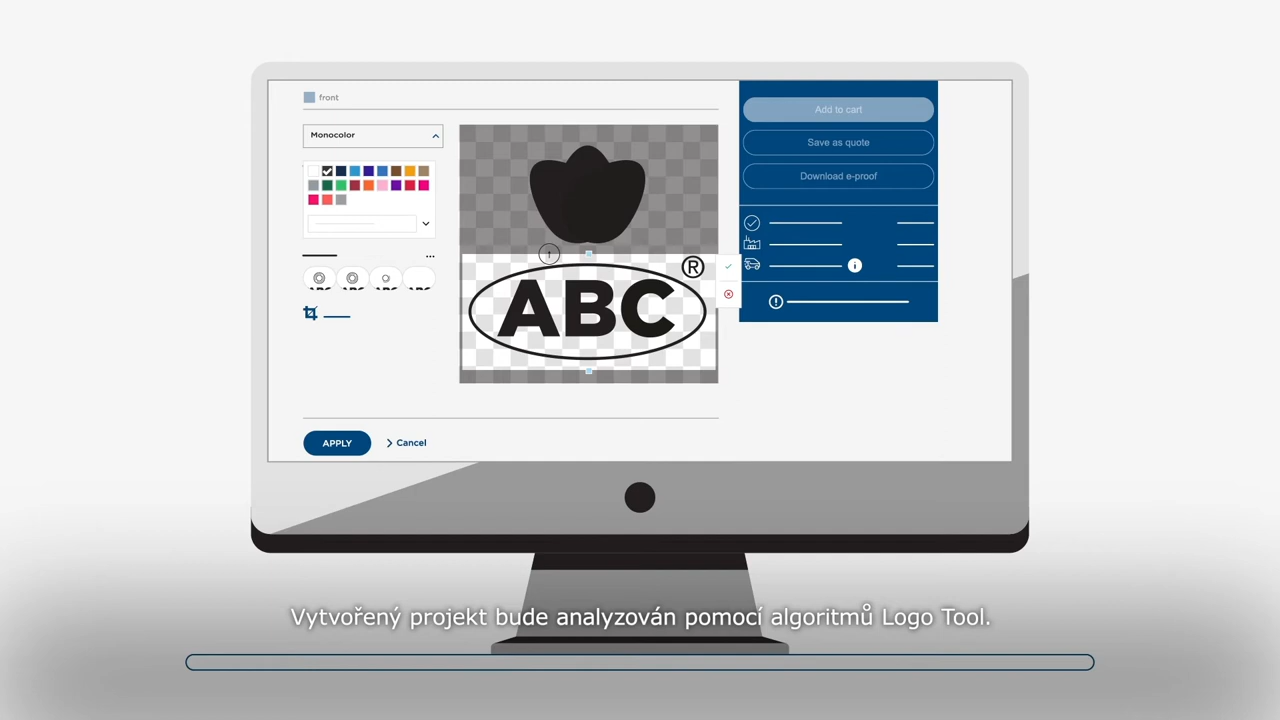 front
Monocolor
Add to cart
Save as quote
Download e-proof
®
ABC
APPLY
Cancel
Vytvořený projekt bude analyzován pomocí algoritmů Logo Tool.